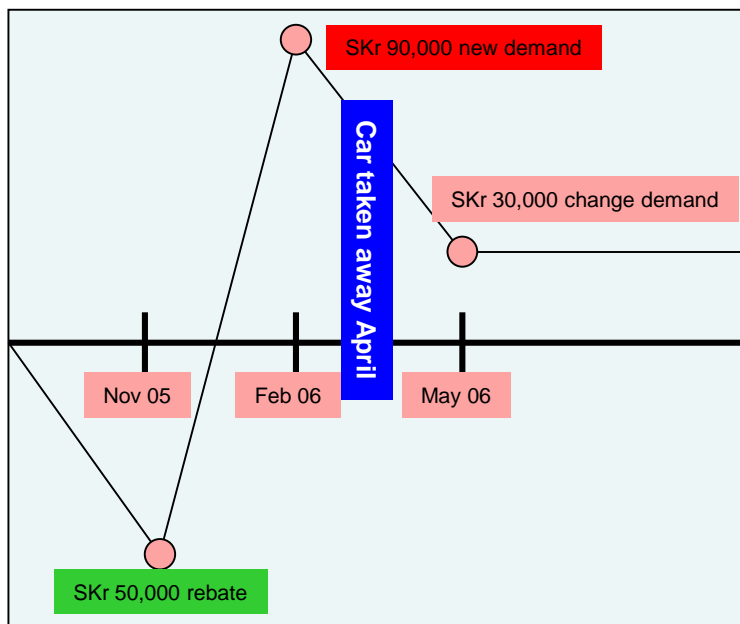 SKr 90,000 new demand
Car taken away April
SKr 30,000 change demand
Nov 05
Feb 06
May 06
SKr 50,000 rebate